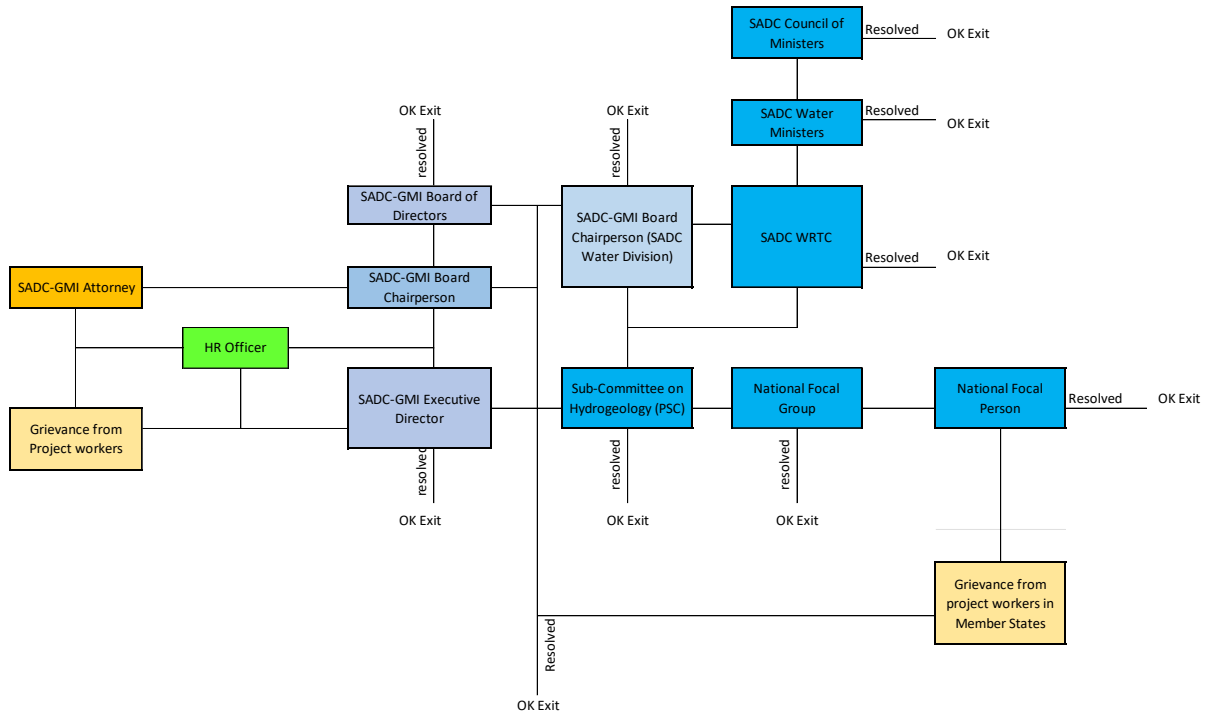 SADC Council of
Ministers
Resolved
OK Exit
SADC Water
Ministers
Resolved
OK Exit
OK Exit
resolved
OK Exit
resolved
SADC-GMI Board of
Directors
SADC-GMI Board
Chairperson (SADC
Water Division)
SADC WRTC
Resolved
OK Exit
SADC-GMI Attorney
SADC-GMI Board
Chairperson
HR Officer
Grievance from
Project workers
SADC-GMI Executive
Director
resolved
OK Exit
Sub-Committee on
Hydrogeology (PSC)
resolved
OK Exit
National Focal
Group
resolved
OK Exit
National Focal
Person
Resolved
OK Exit
Grievance from
project workers in
Member States
Resolved
OK Exit